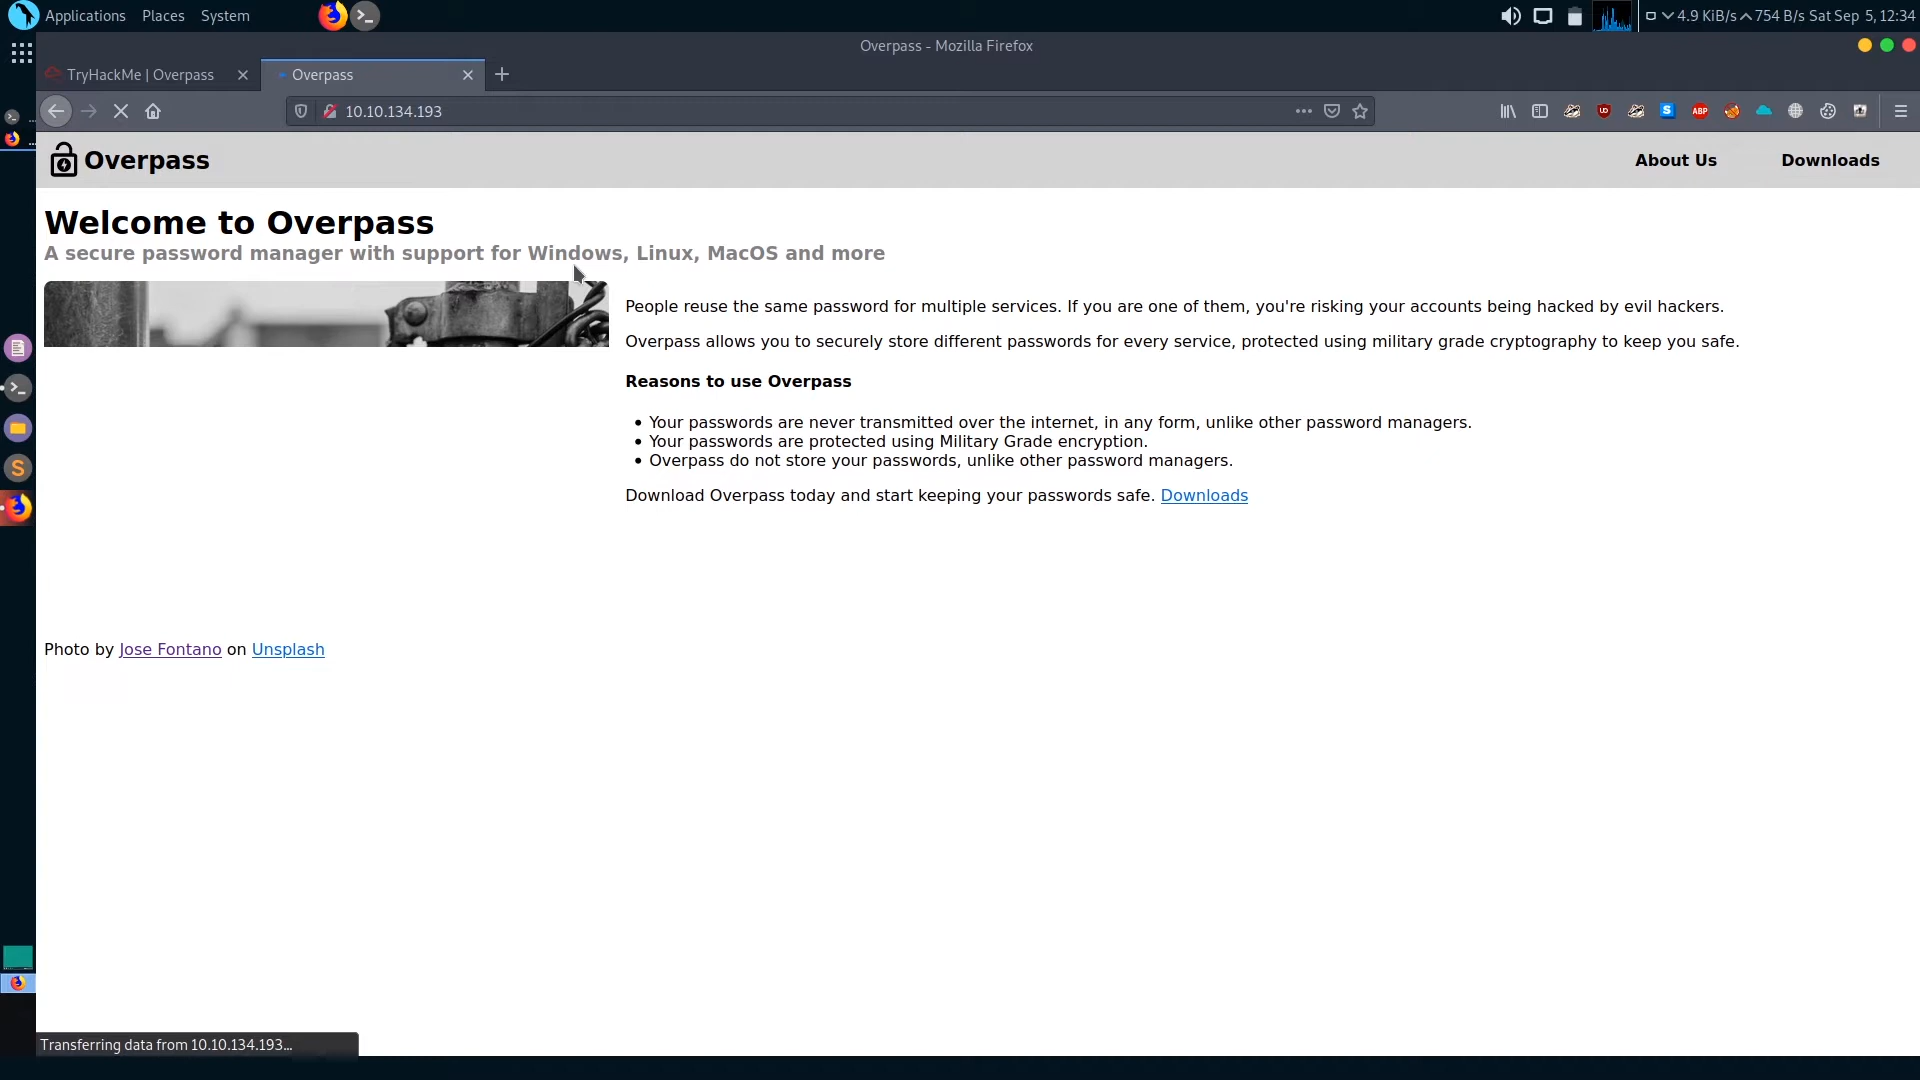 Applications Places System
4.9 KiB/s 754 B/s Sat Sep 5, 12:34
Overpass - Mozilla Firefox
TryHackMe | Overpass
Overpass
10.10.134.193
UD
S
ABP
Overpass
About Us
Downloads
Welcome to Overpass
A secure password manager with support for Windows, Linux, MacOS and more
People reuse the same password for multiple services. If you are one of them, you're risking your accounts being hacked by evil hackers.
Overpass allows you to securely store different passwords for every service, protected using military grade cryptography to keep you safe.
Reasons to use Overpass
• Your passwords are never transmitted over the internet, in any form, unlike other password managers.
• Your passwords are protected using Military Grade encryption.
• Overpass do not store your passwords, unlike other password managers.
Download Overpass today and start keeping your passwords safe. Downloads
Photo by Jose Fontano on Unsplash
Transferring data from 10.10.134.193...